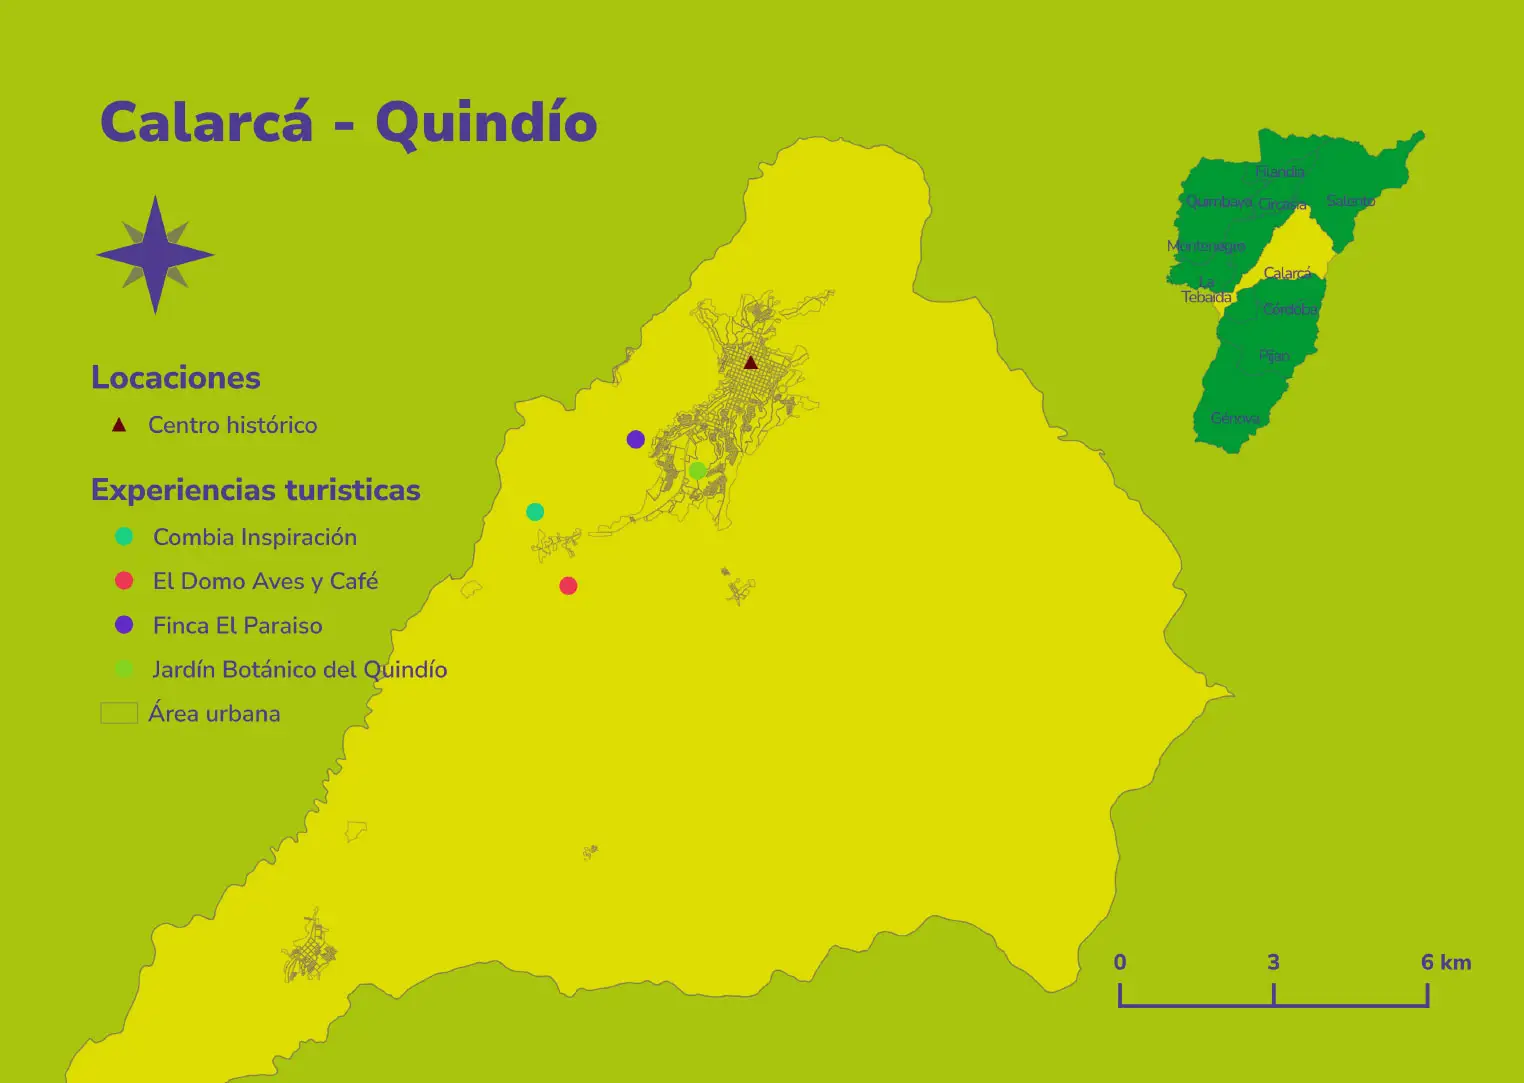 Calarcá - Quindío
Locaciones
Centro histórico
Experiencias turisticas
Combia Inspiración
El Domo Aves y Café
Finca El Paraiso
Jardín Botánico del Quindío
Área urbana
Filandia
Quimbaya
Circasia
Salento
Montenegro
Calarcá
La
Tebaida
Córdoba
Pijao
Génova
0 3 6 km